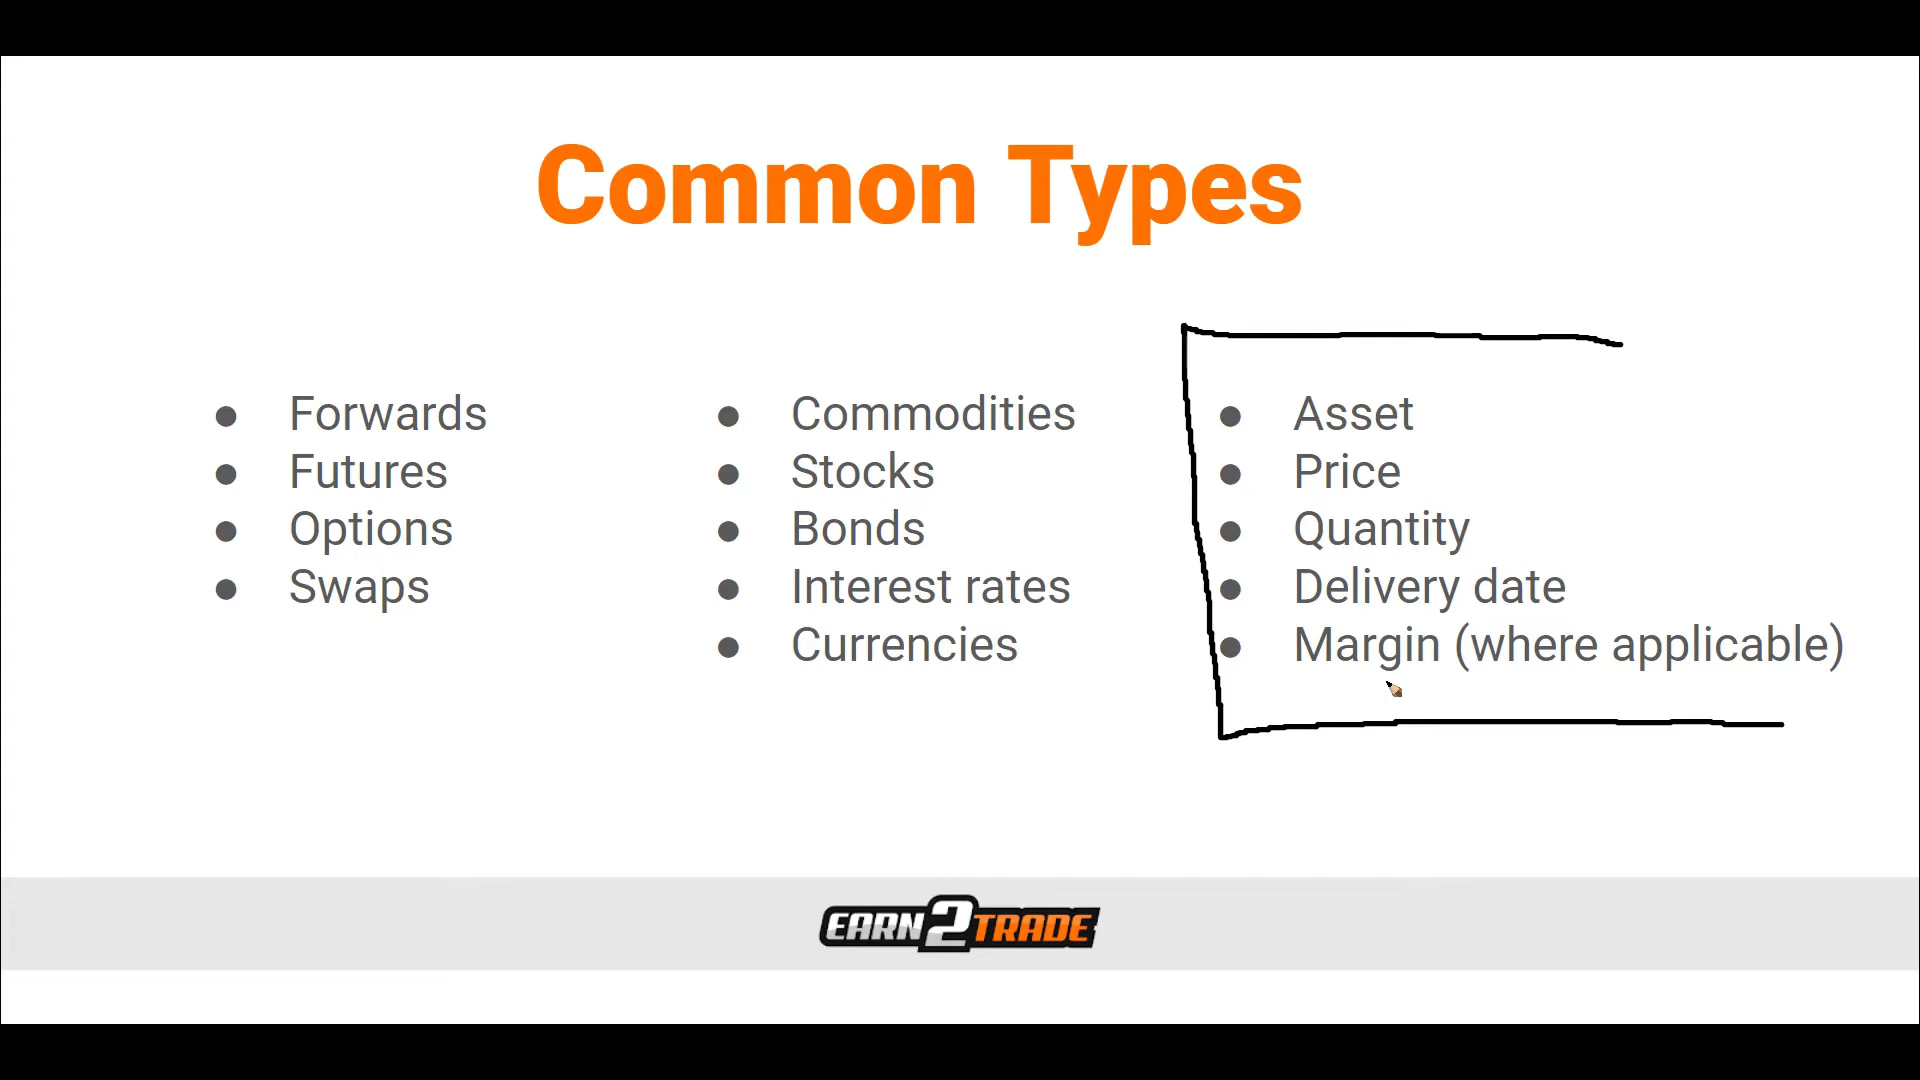 Common Types
Forwards
Futures
Options
Swaps
Commodities
Stocks
Bonds
Interest rates
Currencies
Asset
Price
Quantity
Delivery date
Margin (where applicable)
EARN2TRADE